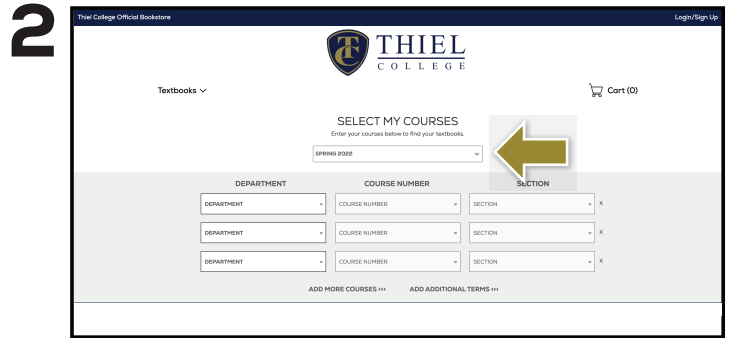 2
Thiel College Official Bookstore Login/Sign Up
TC THIEL
COLLEGE
Textbooks Cart (0)
SELECT MY COURSES
Enter your courses below to find your textbooks.
SPRING 2022
DEPARTMENT COURSE NUMBER SECTION
DEPARTMENT COURSE NUMBER SECTION X
DEPARTMENT COURSE NUMBER SECTION X
DEPARTMENT COURSE NUMBER SECTION X
ADD MORE COURSES >>> ADD ADDITIONAL TERMS >>>